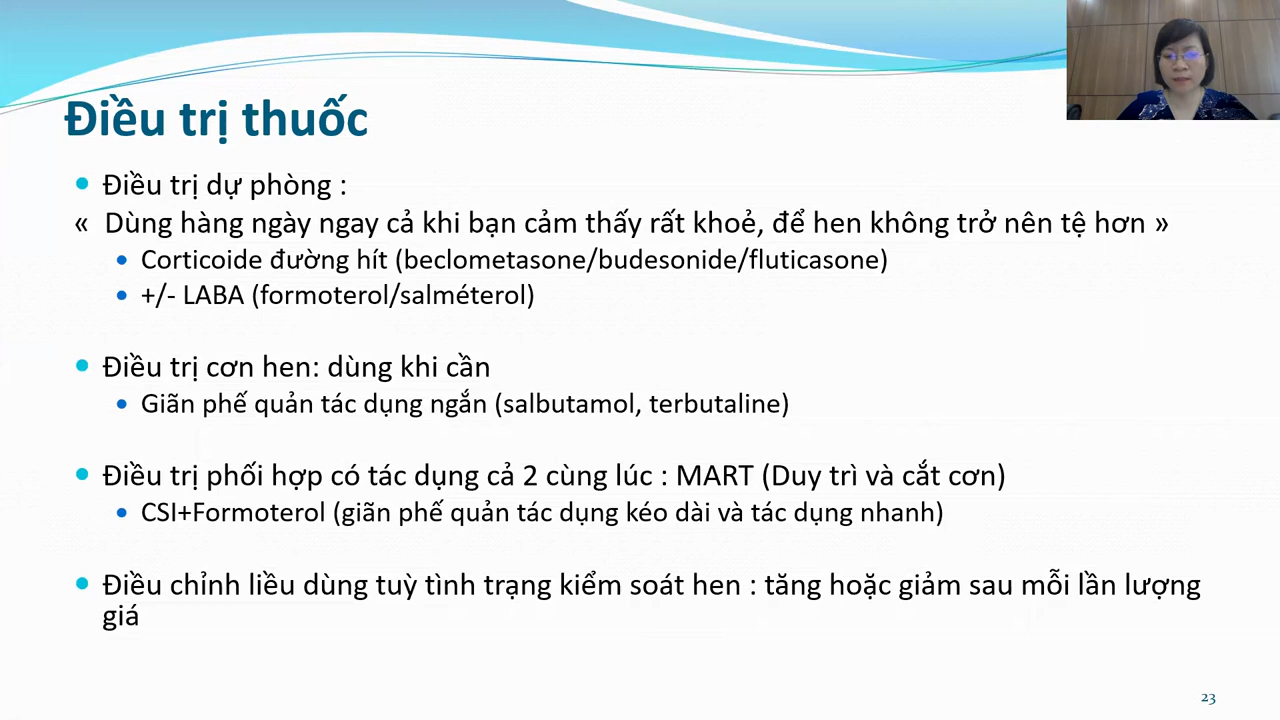 Điều trị thuốc
Điều trị dự phòng :
« Dùng hàng ngày ngay cả khi bạn cảm thấy rất khoẻ, để hen không trở nên tệ hơn »
Corticoide đường hít (beclometasone/budesonide/fluticasone)
+/- LABA (formoterol/salméterol)
Điều trị cơn hen: dùng khi cần
Giãn phế quản tác dụng ngắn (salbutamol, terbutaline)
Điều trị phối hợp có tác dụng cả 2 cùng lúc : MART (Duy trì và cắt cơn)
CSI+Formoterol (giãn phế quản tác dụng kéo dài và tác dụng nhanh)
Điều chỉnh liều dùng tuỳ tình trạng kiểm soát hen : tăng hoặc giảm sau mỗi lần lượng
giá
23